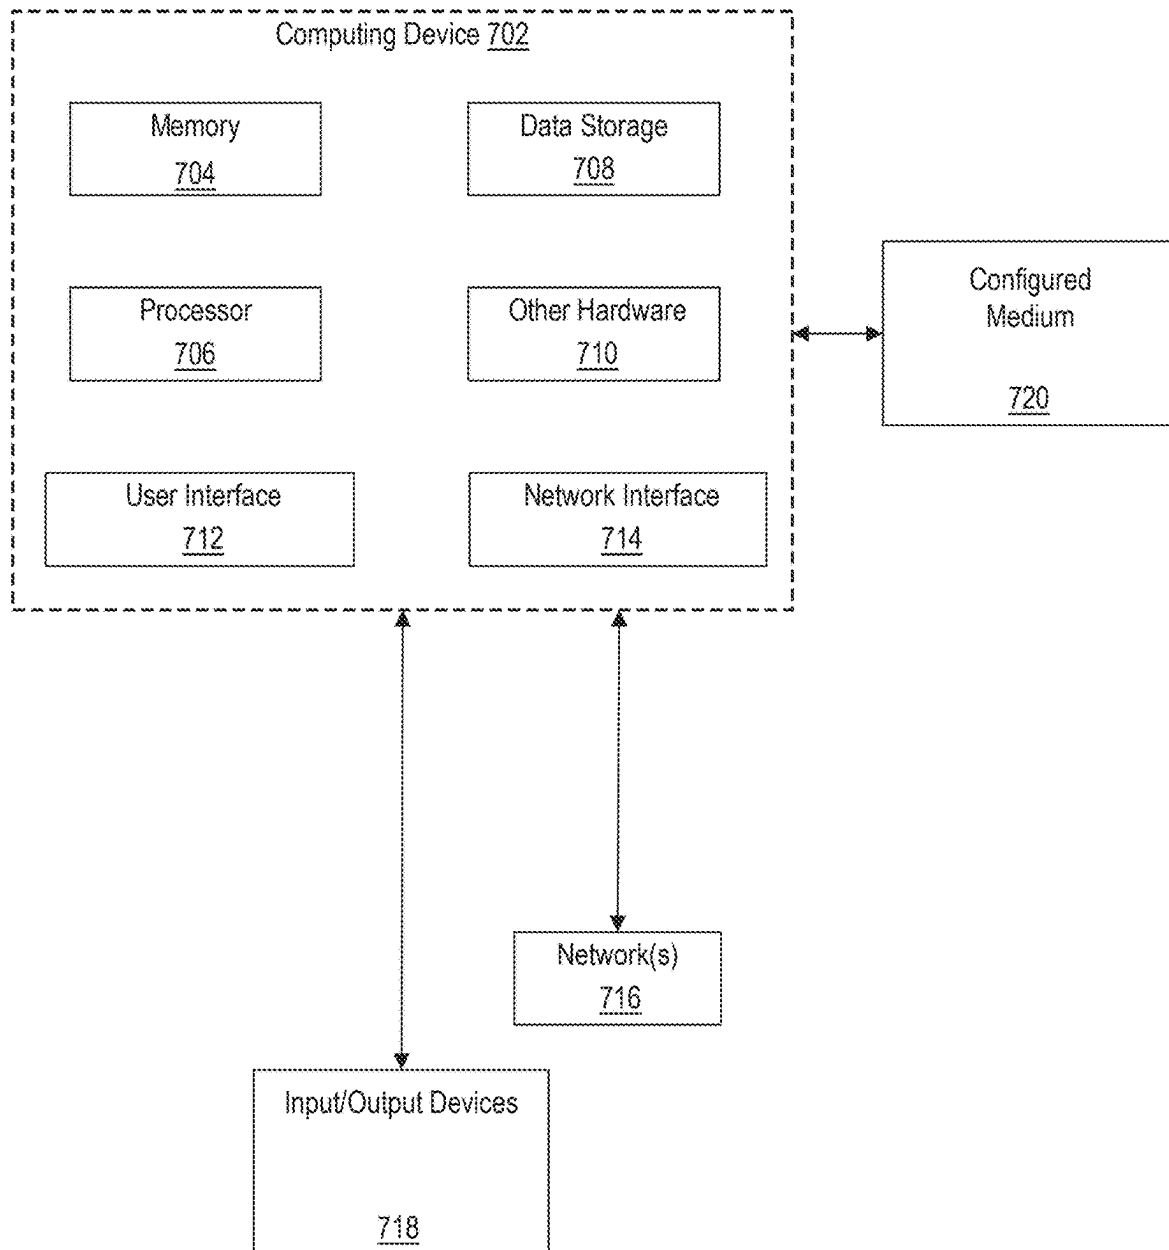 Computing Device 702
Memory
704
Data Storage
708
Processor
706
Other Hardware
710
Configured
Medium
720
User Interface
712
Network Interface
714
Network(s)
716
Input/Output Devices
718